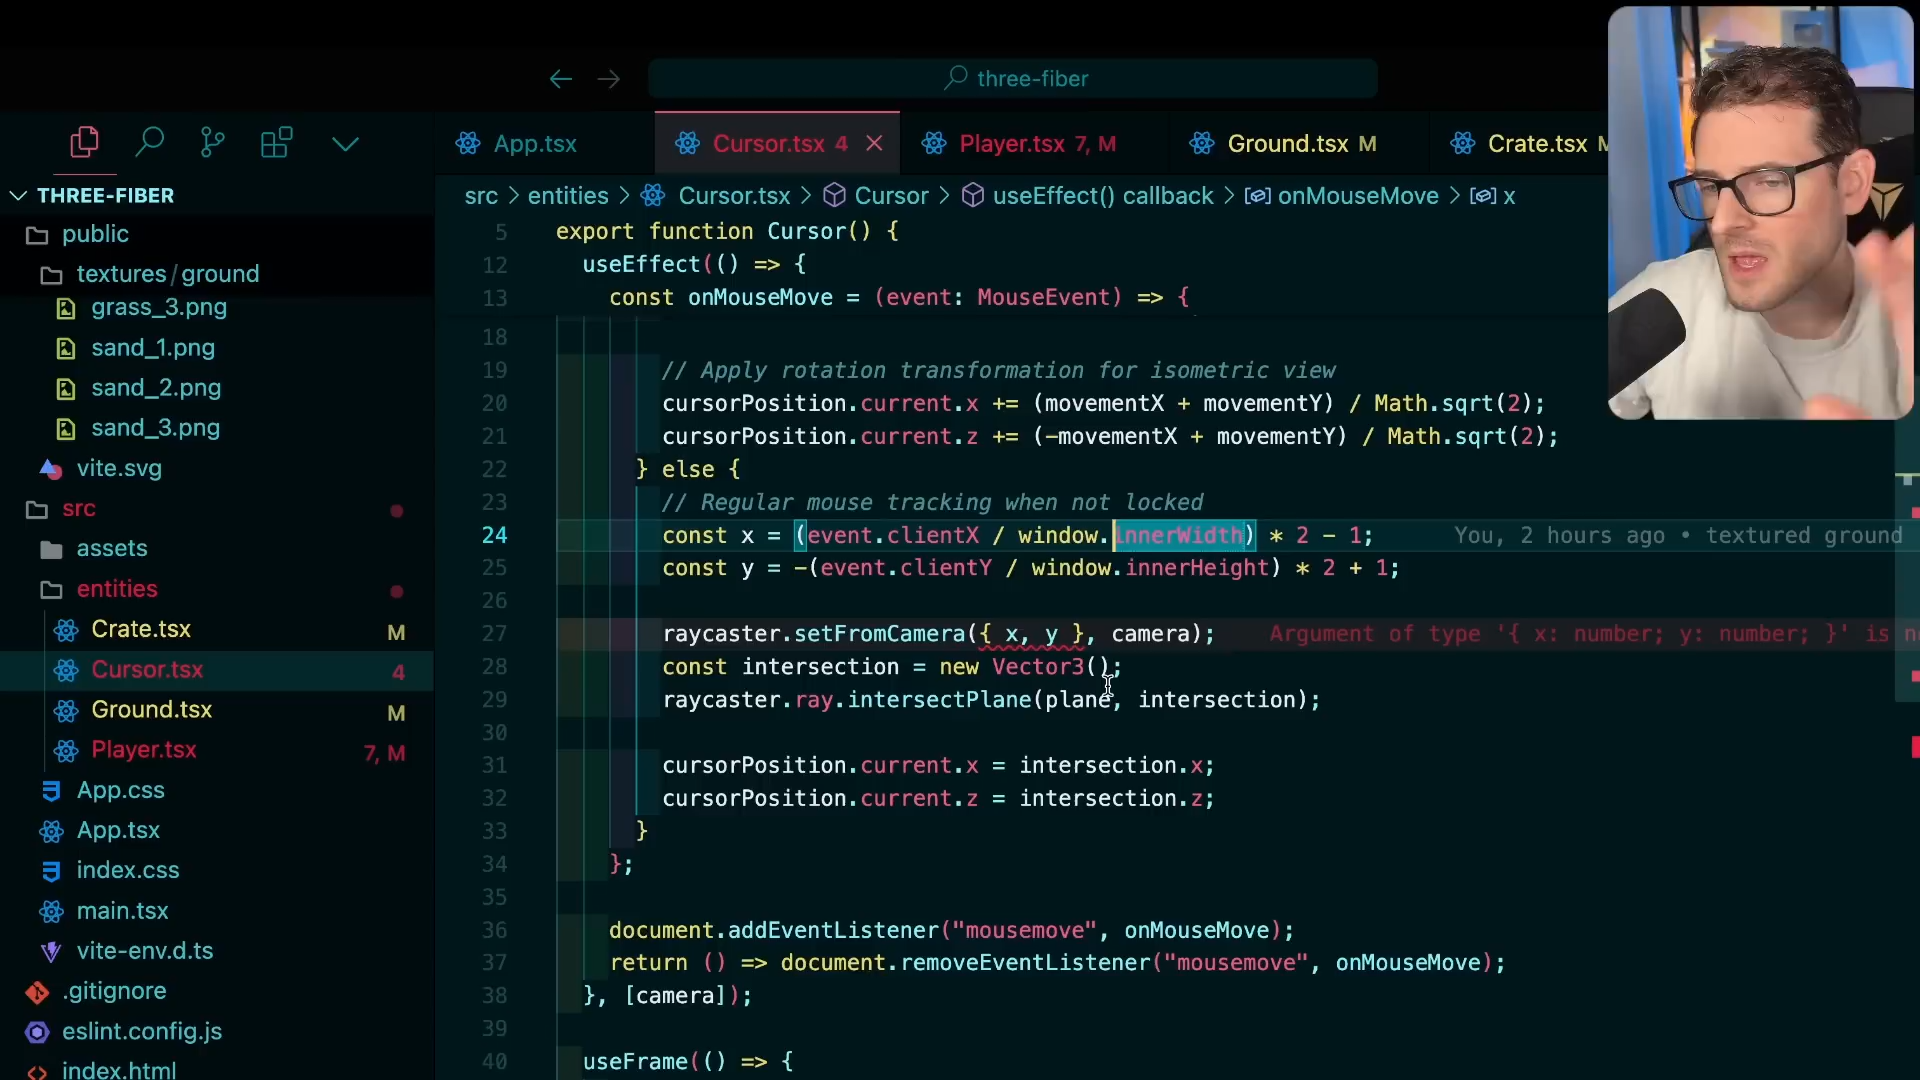 three-fiber
App.tsx
Cursor.tsx 4
Player.tsx 7, M
Ground.tsx M
Crate.tsx
THREE-FIBER
public
textures/ground
grass_3.png
sand_1.png
sand_2.png
sand_3.png
vite.svg
src
assets
entities
Crate.tsx M
Cursor.tsx 4
Ground.tsx M
Player.tsx 7, M
App.css
App.tsx
index.css
main.tsx
vite-env.d.ts
.gitignore
eslint.config.js
index.html
src > entities > Cursor.tsx > Cursor > useEffect() callback > onMouseMove > x
5 export function Cursor() {
12 useEffect(() => {
13 const onMouseMove = (event: MouseEvent) => {
18
19 // Apply rotation transformation for isometric view
20 cursorPosition.current.x += (movementX + movementY) / Math.sqrt(2);
21 cursorPosition.current.z += (-movementX + movementY) / Math.sqrt(2);
22 } else {
23 // Regular mouse tracking when not locked
24 const x = (event.clientX / window.innerWidth) * 2 - 1; You, 2 hours ago • textured ground
25 const y = -(event.clientY / window.innerHeight) * 2 + 1;
26
27 raycaster.setFromCamera({ x, y }, camera); Argument of type '{ x: number; y: number; }' is
28 const intersection = new Vector3();
29 raycaster.ray.intersectPlane(plane, intersection);
30
31 cursorPosition.current.x = intersection.x;
32 cursorPosition.current.z = intersection.z;
33 }
34 };
35
36 document.addEventListener("mousemove", onMouseMove);
37 return () => document.removeEventListener("mousemove", onMouseMove);
38 }, [camera]);
39
40 useFrame(() => {